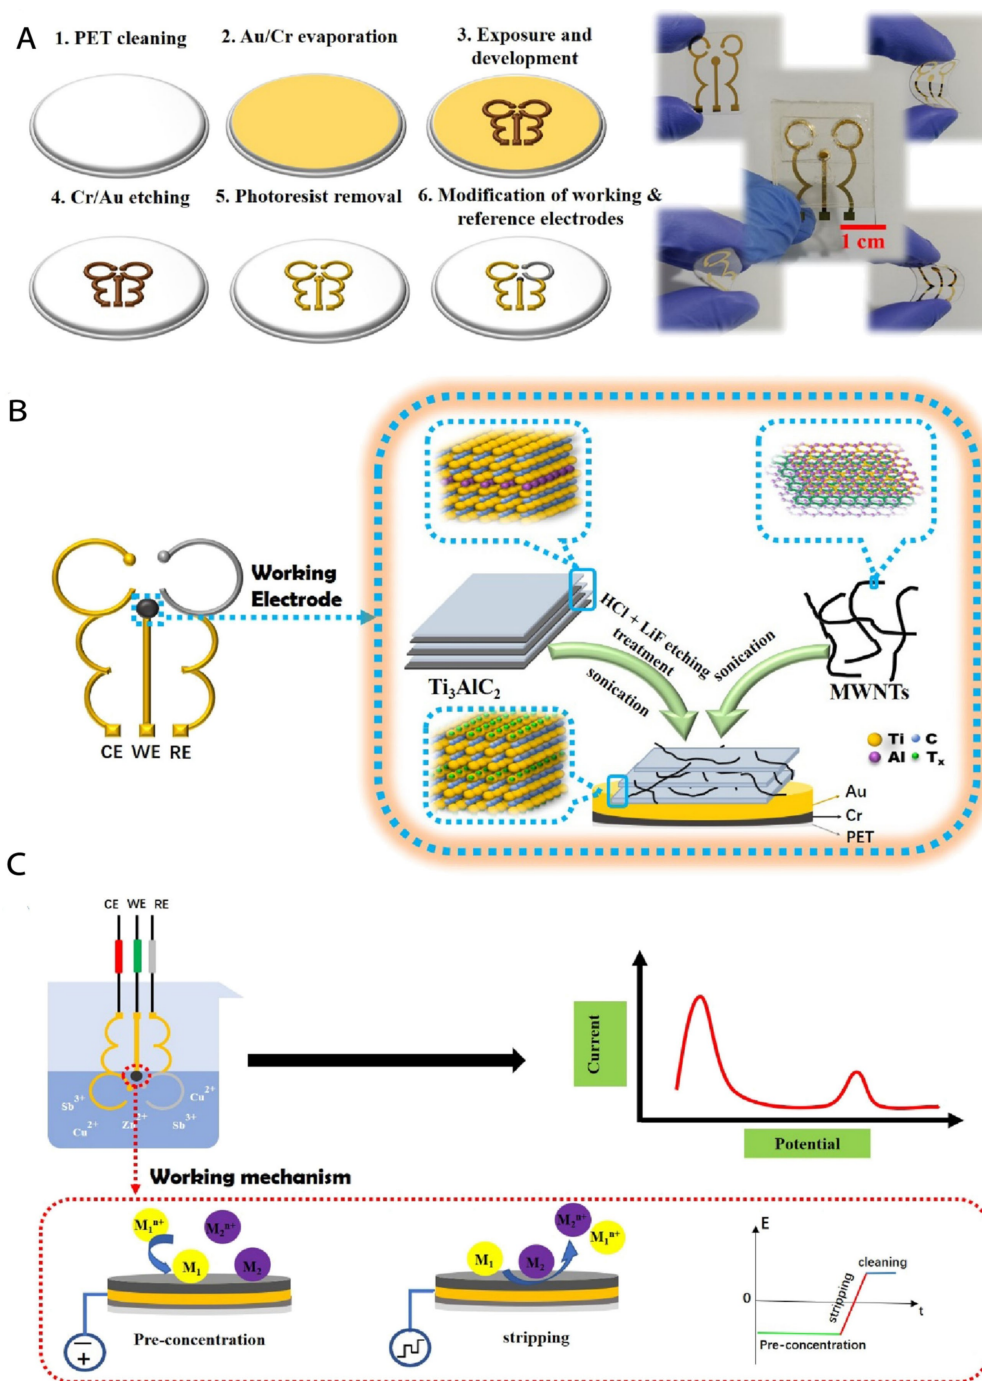 A
1. PET cleaning
2. Au/Cr evaporation
3. Exposure and
development
4. Cr/Au etching
5. Photoresist removal
6. Modification of working &
reference electrodes
1 cm
B
Working
Electrode
CE WE RE
Ti₃AlC₂
HCl + LiF etching
treatment
sonication
sonication
MWNTs
Ti C
Al Tₓ
Au
Cr
PET
C
CE WE RE
Sb³⁺
Cu²⁺
Zn²⁺
Sb³⁺
Cu²⁺
Current
Potential
Working mechanism
M₁ⁿ⁺
M₂ⁿ⁺
M₁
M₂
Pre-concentration
M₁
M₂
M₂ⁿ⁺
M₁ⁿ⁺
stripping
E
0
t
stripping
cleaning
Pre-concentration